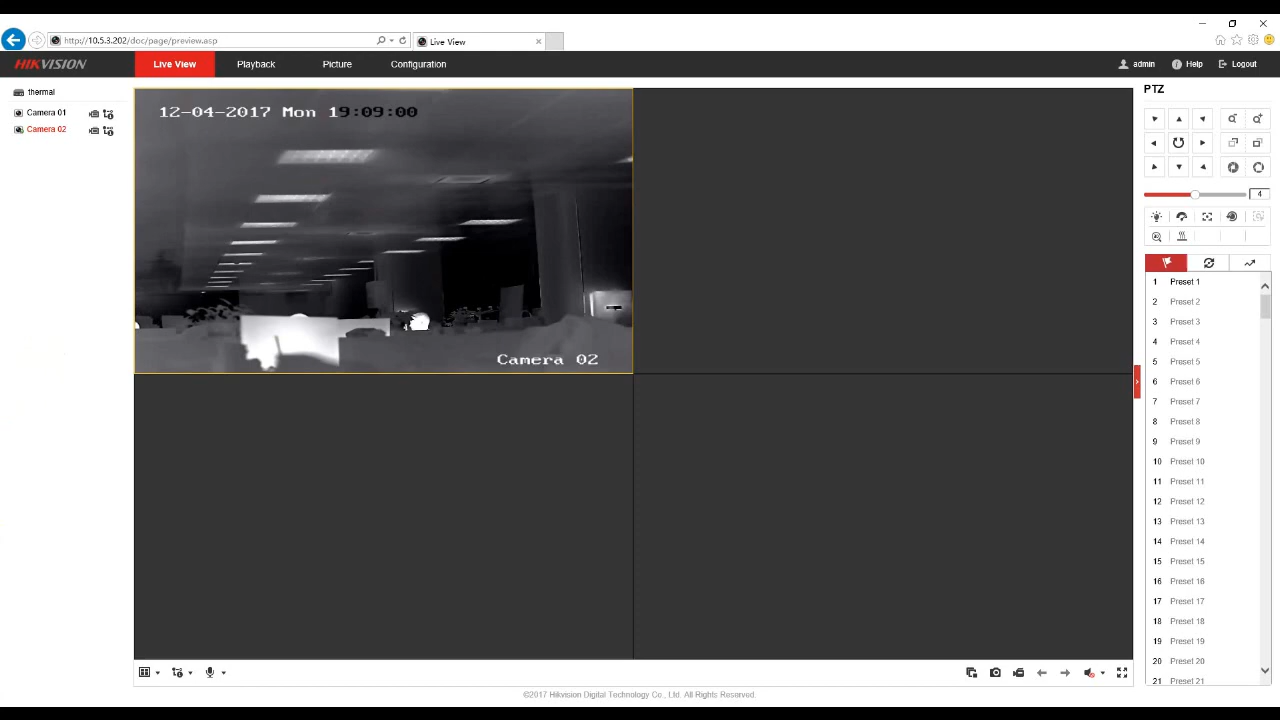 http://10.5.3.202/doc/page/preview.asp
Live View
HIKVISION
Live View
Playback
Picture
Configuration
admin
Help
Logout
thermal
Camera 01
Camera 02
12-04-2017 Mon 19:09:00
Camera 02
PTZ
4
1 Preset 1
2 Preset 2
3 Preset 3
4 Preset 4
5 Preset 5
6 Preset 6
7 Preset 7
8 Preset 8
9 Preset 9
10 Preset 10
11 Preset 11
12 Preset 12
13 Preset 13
14 Preset 14
15 Preset 15
16 Preset 16
17 Preset 17
18 Preset 18
19 Preset 19
20 Preset 20
21 Preset 21
©2017 Hikvision Digital Technology Co., Ltd. All Rights Reserved.